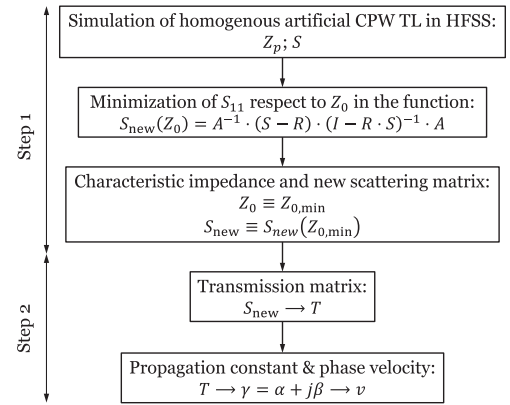 Simulation of homogenous artificial CPW TL in HFSS:
Z_p; S
Minimization of S_11 respect to Z_0 in the function:
S_new(Z_0) = A^−1 · (S − R) · (I − R · S)^−1 · A
Characteristic impedance and new scattering matrix:
Z_0 ≡ Z_0,min
S_new ≡ S_new(Z_0,min)
Step 1
Transmission matrix:
S_new ⟶ T
Propagation constant & phase velocity:
T ⟶ γ = α + jβ ⟶ v
Step 2